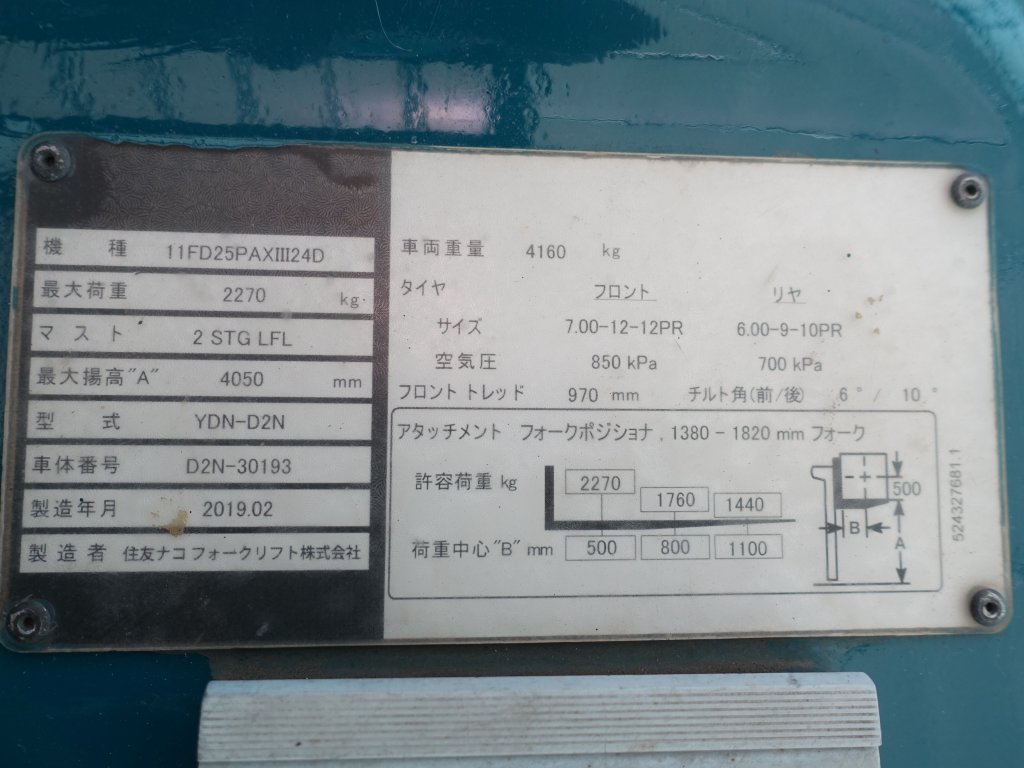 機 種 11FD25PAXIII24D
最大荷重 2270 kg
マ ス ト 2 STG LFL
最大揚高"A" 4050 mm
型 式 YDN-D2N
車体番号 D2N-30193
製造年月 2019.02
製 造 者 住友ナコ フォークリフト株式会社
車両重量 4160 kg
タイヤ フロント リヤ
サイズ 7.00-12-12PR 6.00-9-10PR
空気圧 850 kPa 700 kPa
フロント トレッド 970 mm チルト角(前/後) 6° / 10°
アタッチメント フォークポジショナ , 1380 - 1820 mm フォーク
許容荷重 kg 2270 1760 1440
荷重中心"B" mm 500 800 1100
500
B
A
524327681.1